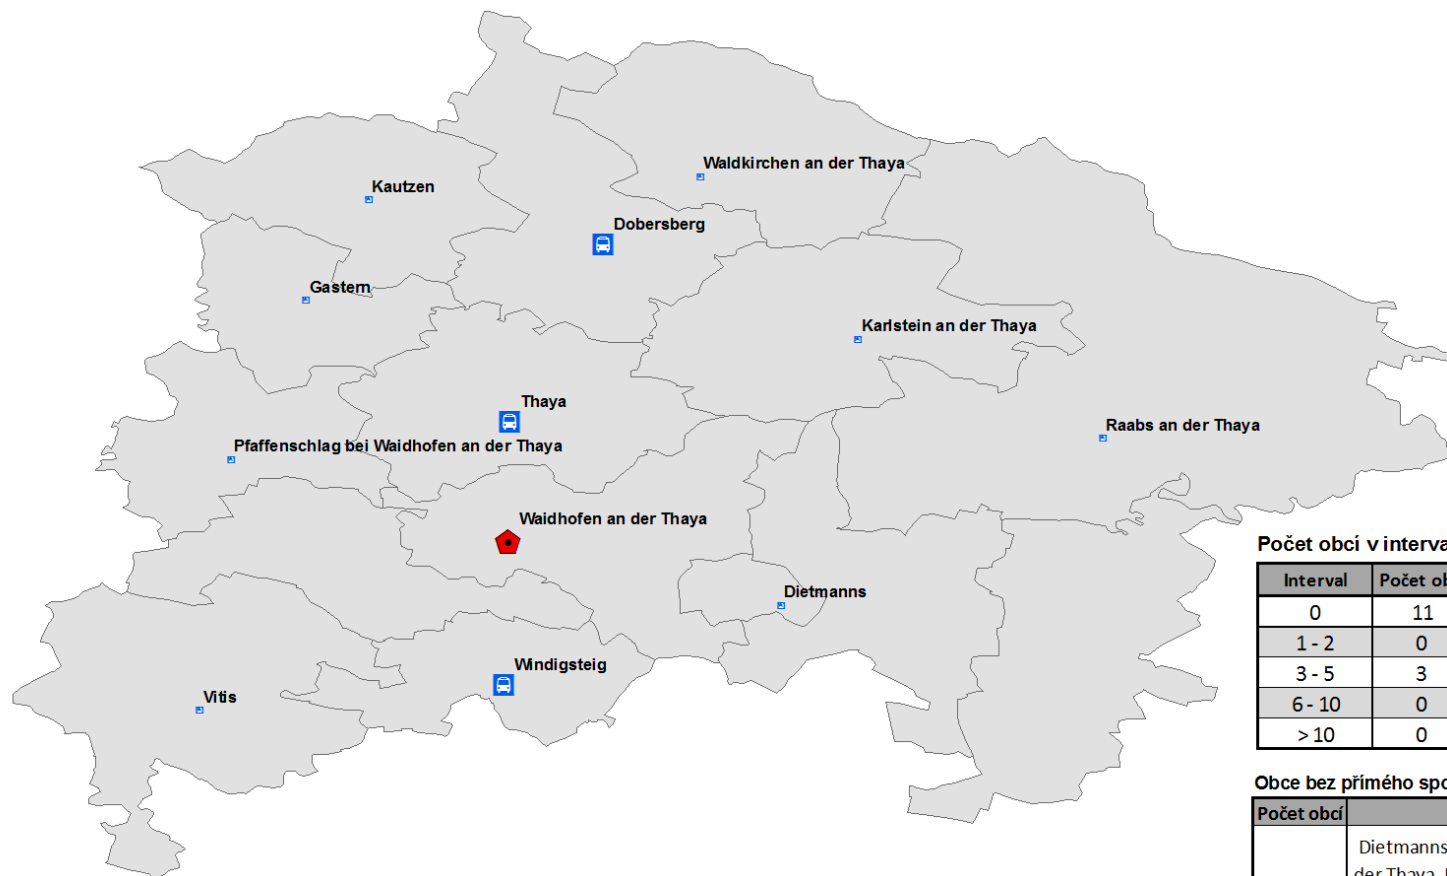 Waldkirchen an der Thaya
Kautzen
Dobersberg
Gastern
Karlstein an der Thaya
Thaya
Raabs an der Thaya
Pfaffenschlag bei Waidhofen an der Thaya
Waidhofen an der Thaya
Dietmanns
Windigsteig
Vitis
Počet obcí v interva
Interval Počet ob
0 11
1 - 2 0
3 - 5 3
6 - 10 0
> 10 0
Obce bez přímého spo
Počet obcí
Dietmanns
der Thaya,